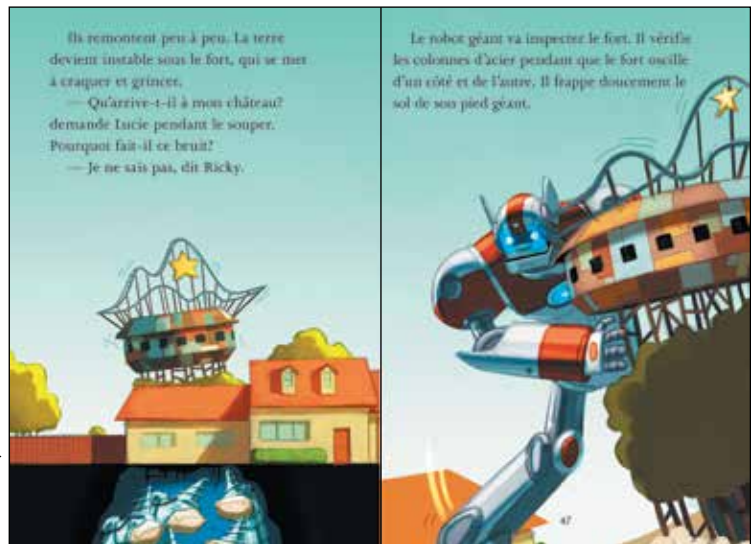 Ils remontent peu à peu. La terre
devient instable sous le fort, qui se met
à craquer et grincer.
— Qu'arrive-t-il à mon château?
demande Lucie pendant le souper.
Pourquoi fait-il ce bruit?
— Je ne sais pas, dit Ricky.
Le robot géant va inspecter le fort. Il vérifie
les colonnes d'acier pendant que le fort oscille
d'un côté et de l'autre. Il frappe doucement le
sol de son pied géant.
47